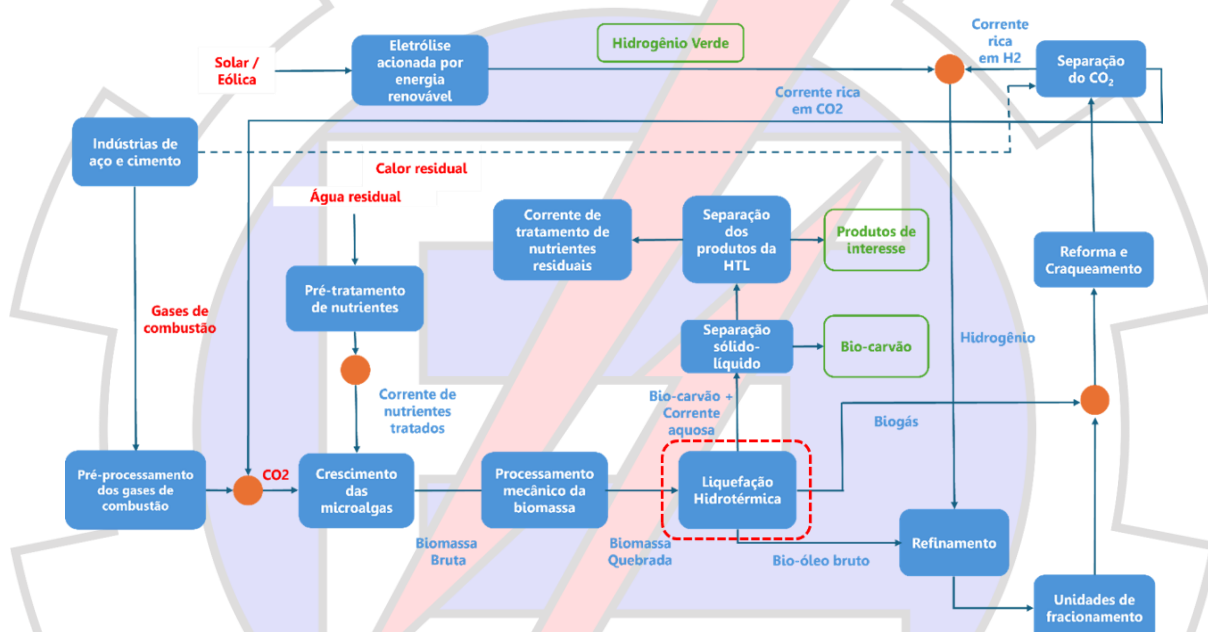 Hidrogênio Verde
Corrente
rica
em H2
Eletrólise
acionada por
energia
renovável
Solar /
Eólica
Separação
do CO₂
Corrente rica
em CO2
Indústrias de
aço e cimento
Calor residual
Água residual
Corrente de
tratamento de
nutrientes
residuais
Separação
dos
produtos da
HTL
Produtos de
interesse
Reforma e
Craqueamento
Pré-tratamento
de nutrientes
Gases de
combustão
Separação
sólido-
líquido
Bio-carvão
Hidrogênio
Corrente de
nutrientes
tratados
Bio-carvão +
Corrente
aquosa
Biogás
Pré-processamento
dos gases de
combustão
CO2
Crescimento
das
microalgas
Processamento
mecânico da
biomassa
Liquefação
Hidrotérmica
Biomassa
Bruta
Biomassa
Quebrada
Bio-óleo bruto
Refinamento
Unidades de
fracionamento